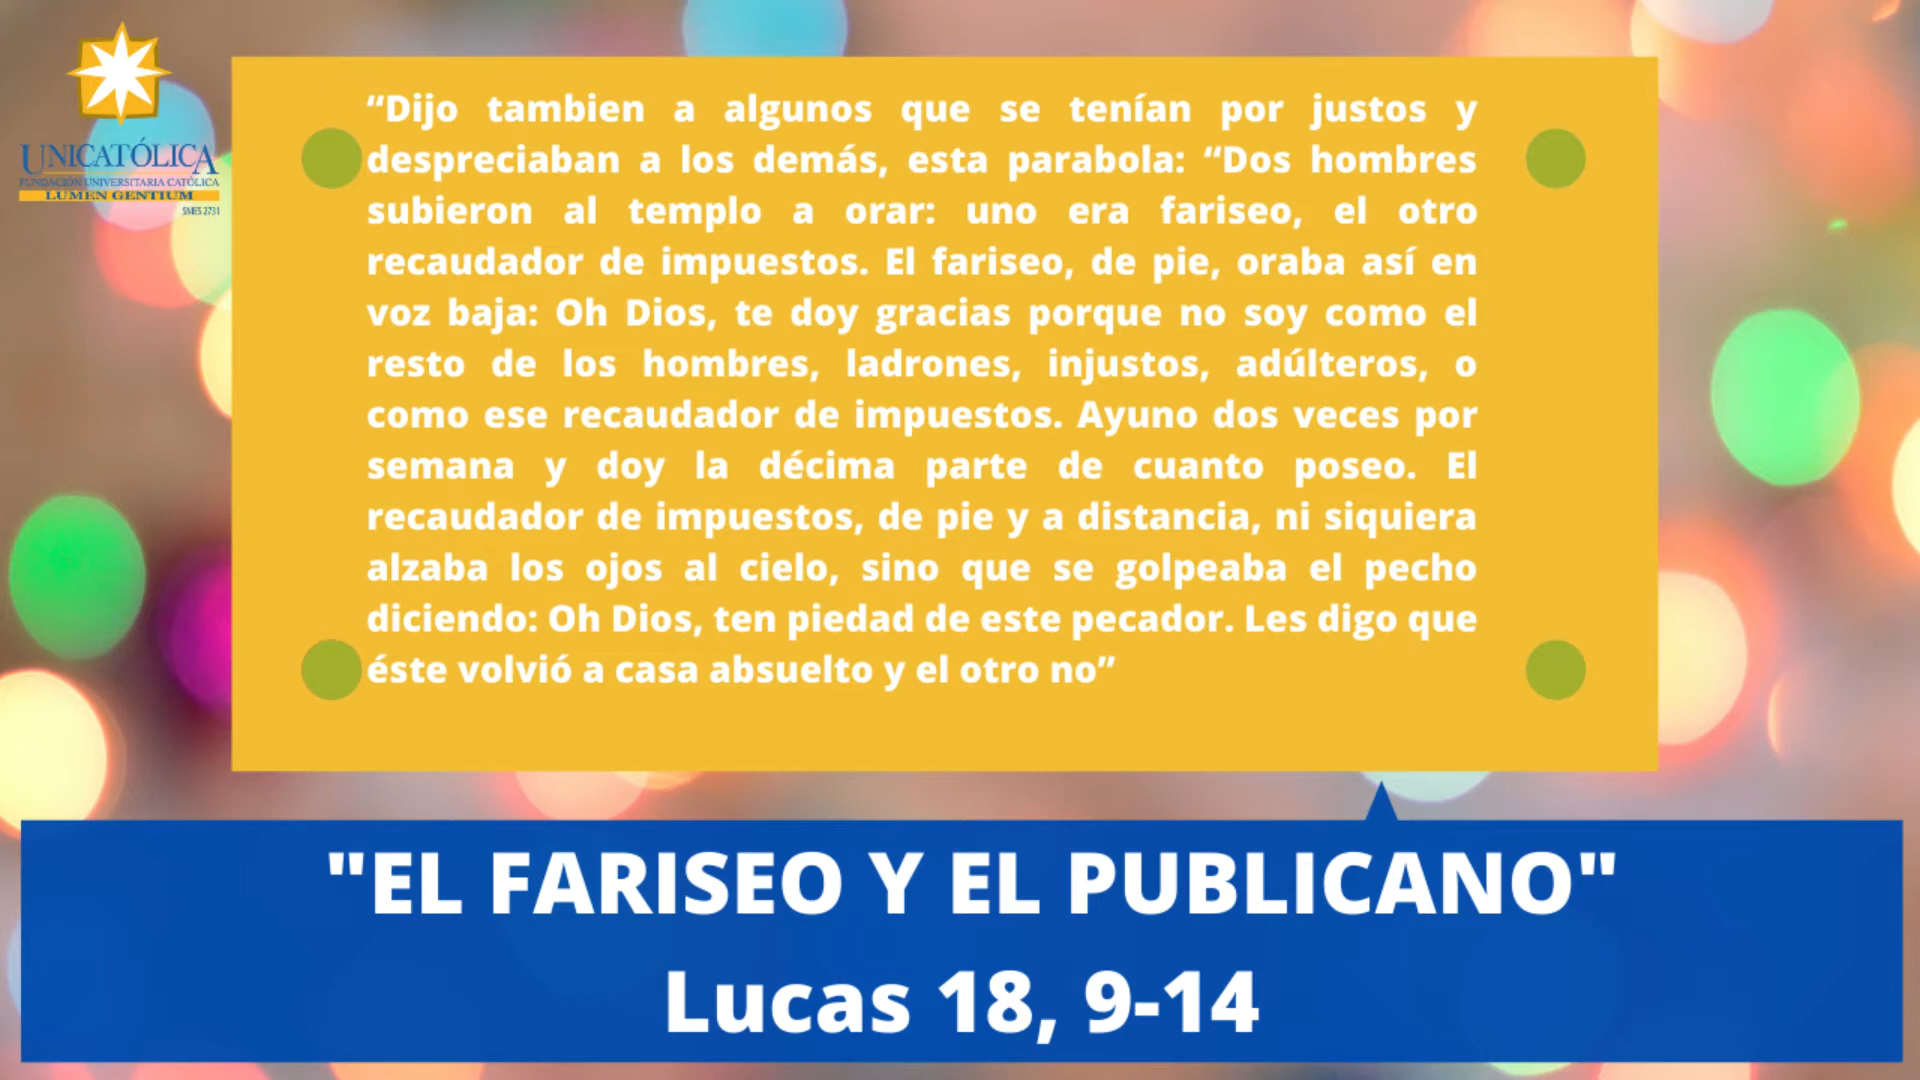 UNICATÓLICA
FUNDACIÓN UNIVERSITARIA CATÓLICA
LUMEN GENTIUM
SNIES 2731
“Dijo tambien a algunos que se tenían por justos y
despreciaban a los demás, esta parabola: “Dos hombres
subieron al templo a orar: uno era fariseo, el otro
recaudador de impuestos. El fariseo, de pie, oraba así en
voz baja: Oh Dios, te doy gracias porque no soy como el
resto de los hombres, ladrones, injustos, adúlteros, o
como ese recaudador de impuestos. Ayuno dos veces por
semana y doy la décima parte de cuanto poseo. El
recaudador de impuestos, de pie y a distancia, ni siquiera
alzaba los ojos al cielo, sino que se golpeaba el pecho
diciendo: Oh Dios, ten piedad de este pecador. Les digo que
éste volvió a casa absuelto y el otro no”
"EL FARISEO Y EL PUBLICANO"
Lucas 18, 9-14